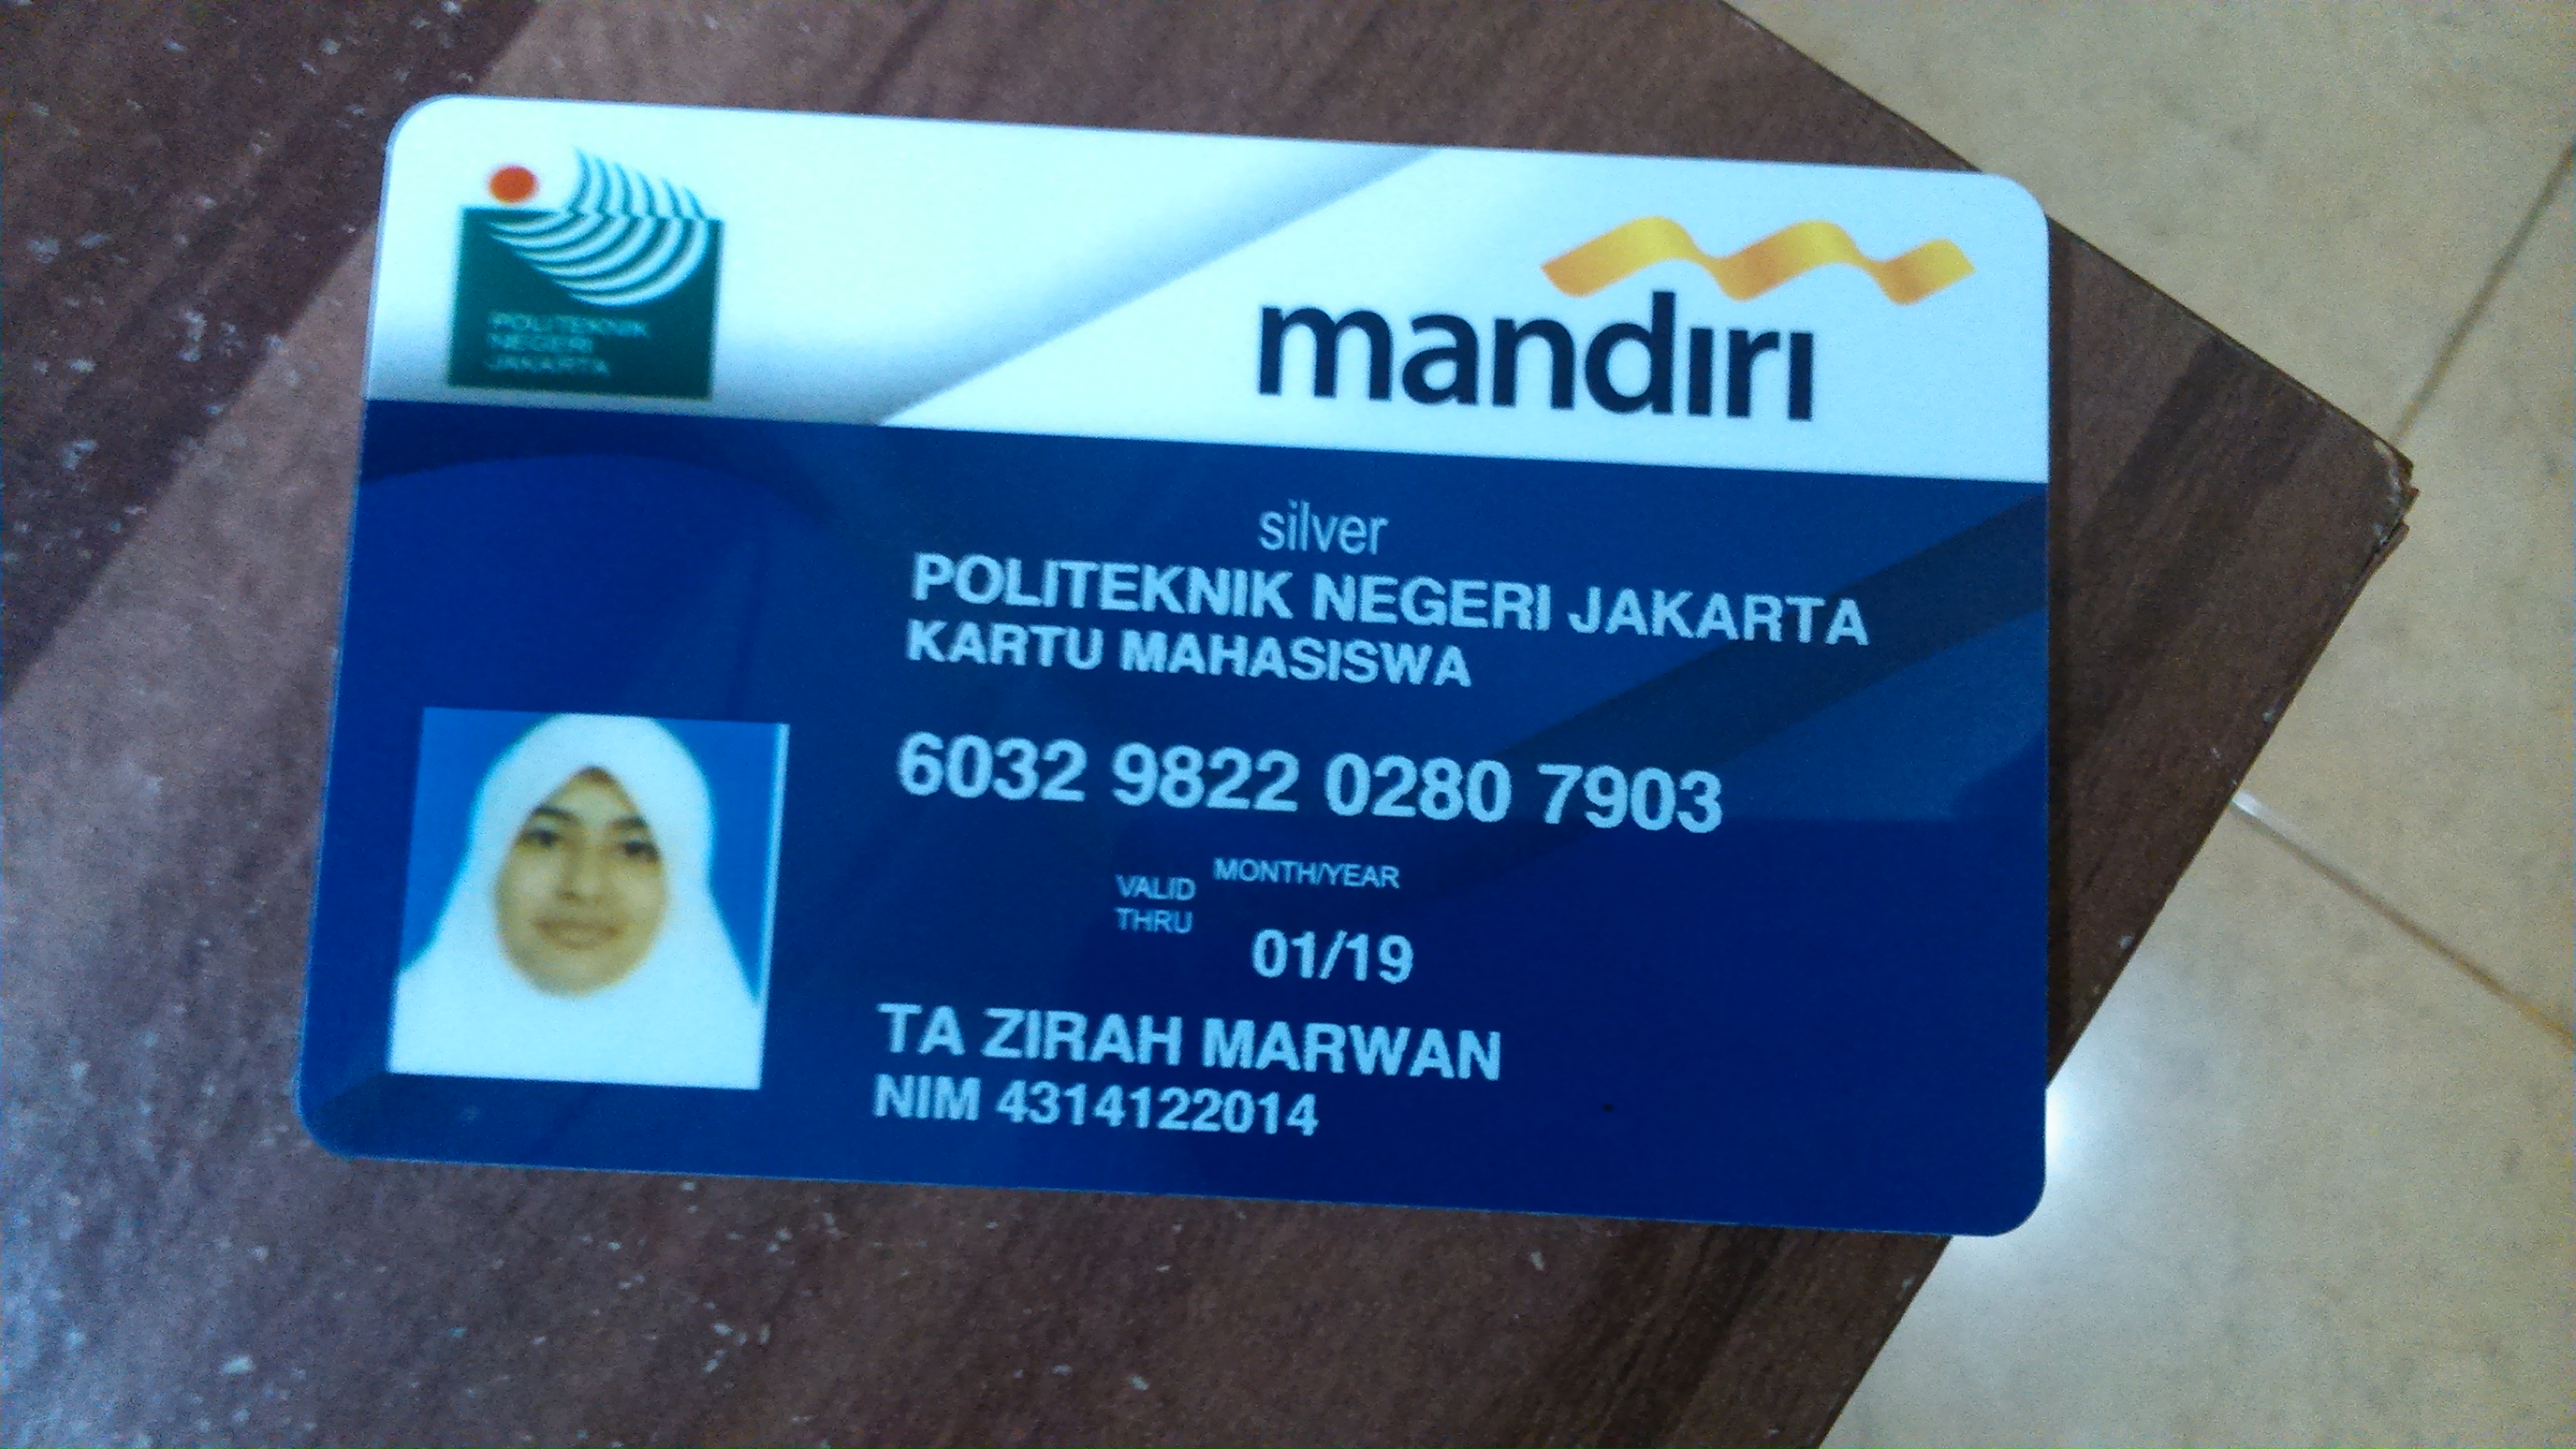 POLITEKNIK
NEGERI
JAKARTA
mandiri
silver
POLITEKNIK NEGERI JAKARTA
KARTU MAHASISWA
6032 9822 0280 7903
MONTH/YEAR
VALID
THRU
01/19
TA ZIRAH MARWAN
NIM 4314122014